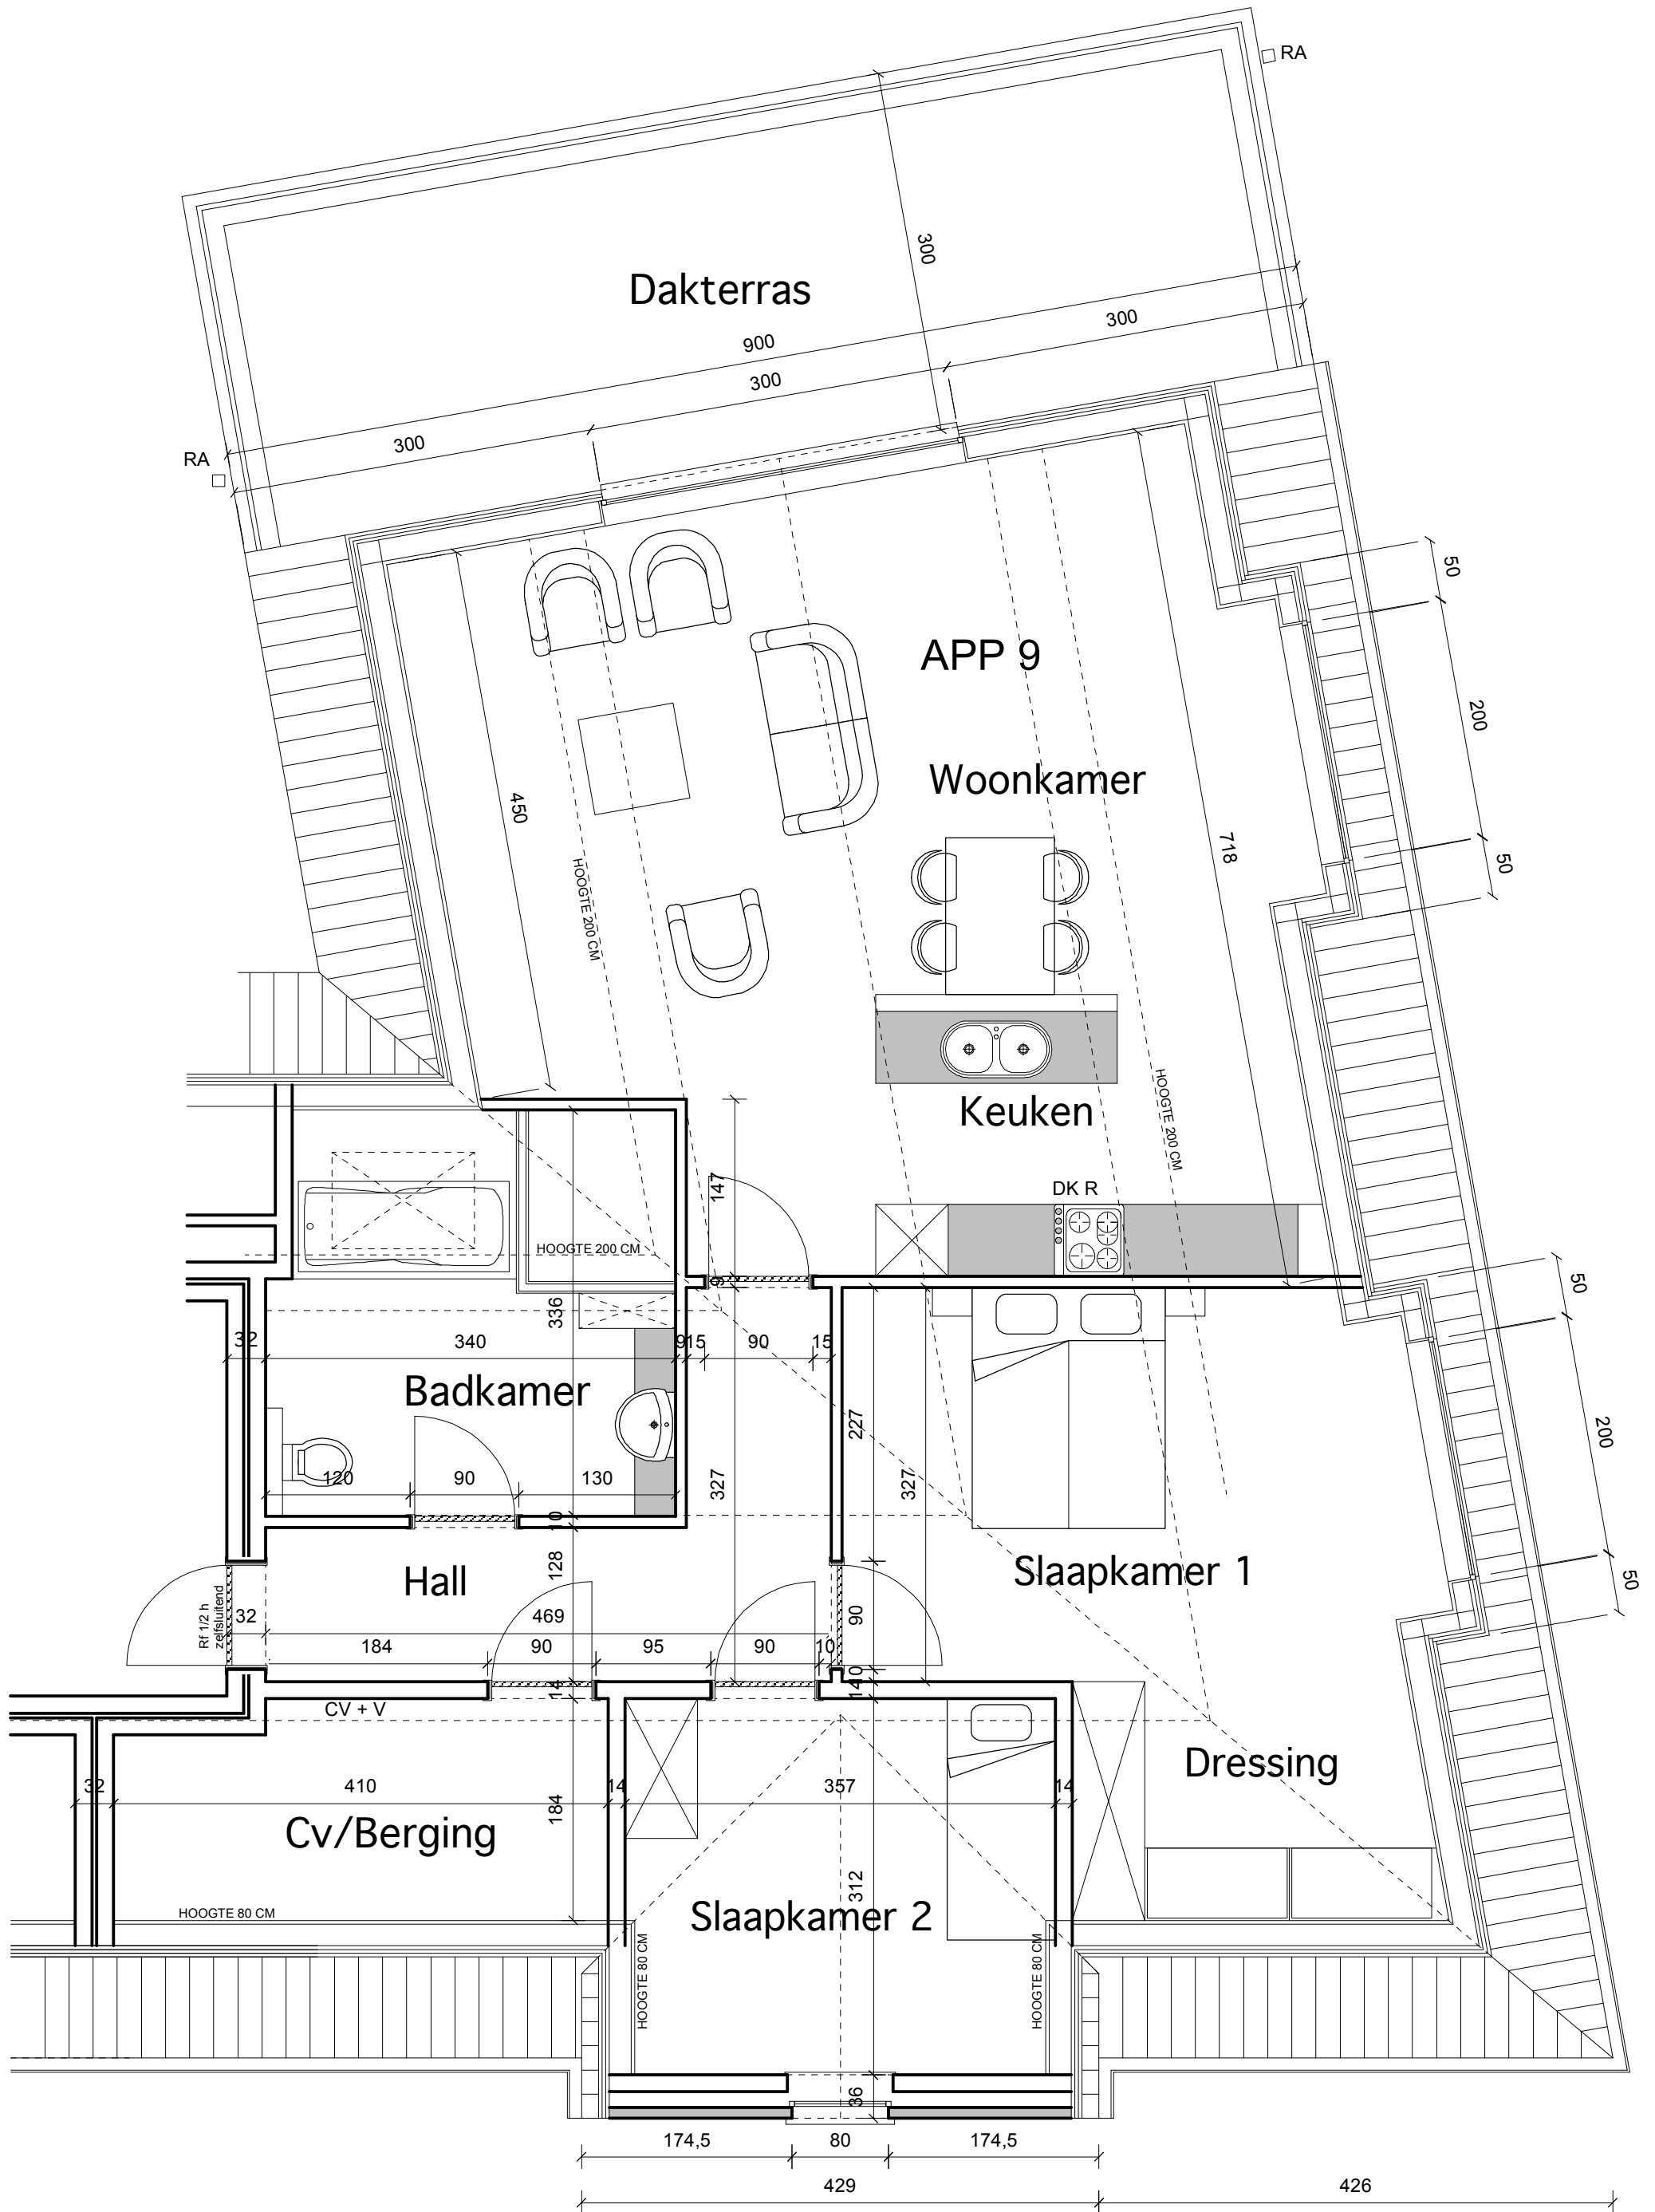 RA
300
Dakterras
300
900
300
300
RA
50
APP 9
200
Woonkamer
450
718
50
HOOGTE 200 CM
Keuken
HOOGTE 200 CM
147
DK R
HOOGTE 200 CM
9
50
336
32
340
9
15
90
15
Badkamer
227
200
120
90
130
327
327
10
128
Hall
Slaapkamer 1
50
Rf 1/2 h
zelfsluitend
32
469
90
184
90
95
90
10
14
14
10
CV + V
Dressing
32
410
14
357
14
184
Cv/Berging
312
HOOGTE 80 CM
Slaapkamer 2
HOOGTE 80 CM
HOOGTE 80 CM
36
174,5
80
174,5
429
426